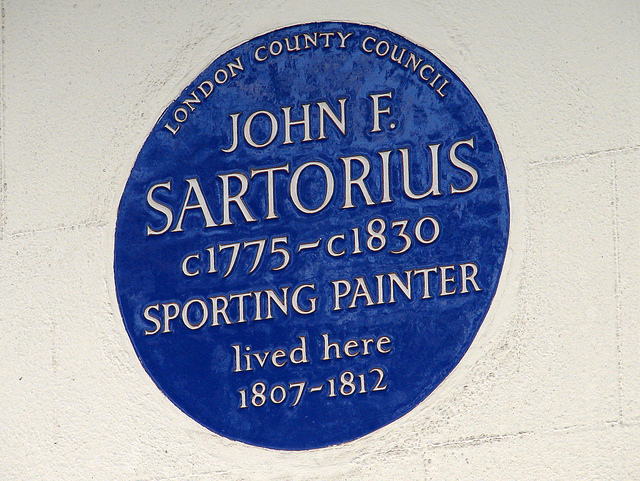 LONDON COUNTY COUNCIL
JOHN F.
SARTORIUS
c1775~c1830
SPORTING PAINTER
lived here
1807-1812